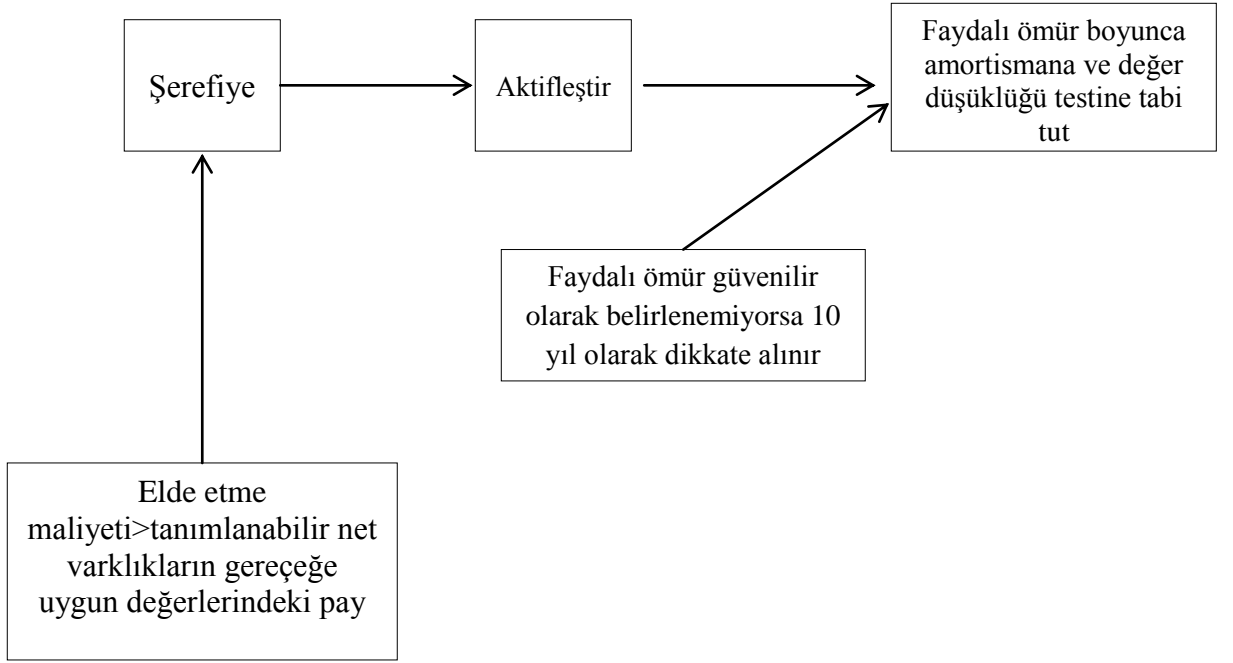 Şerefiye
Aktifleştir
Faydalı ömür boyunca
amortismana ve değer
düşüklüğü testine tabi
tut
Faydalı ömür güvenilir
olarak belirlenemiyorsa 10
yıl olarak dikkate alınır
Elde etme
maliyeti>tanımlanabilir net
varklıkların gereçeğe
uygun değerlerindeki pay